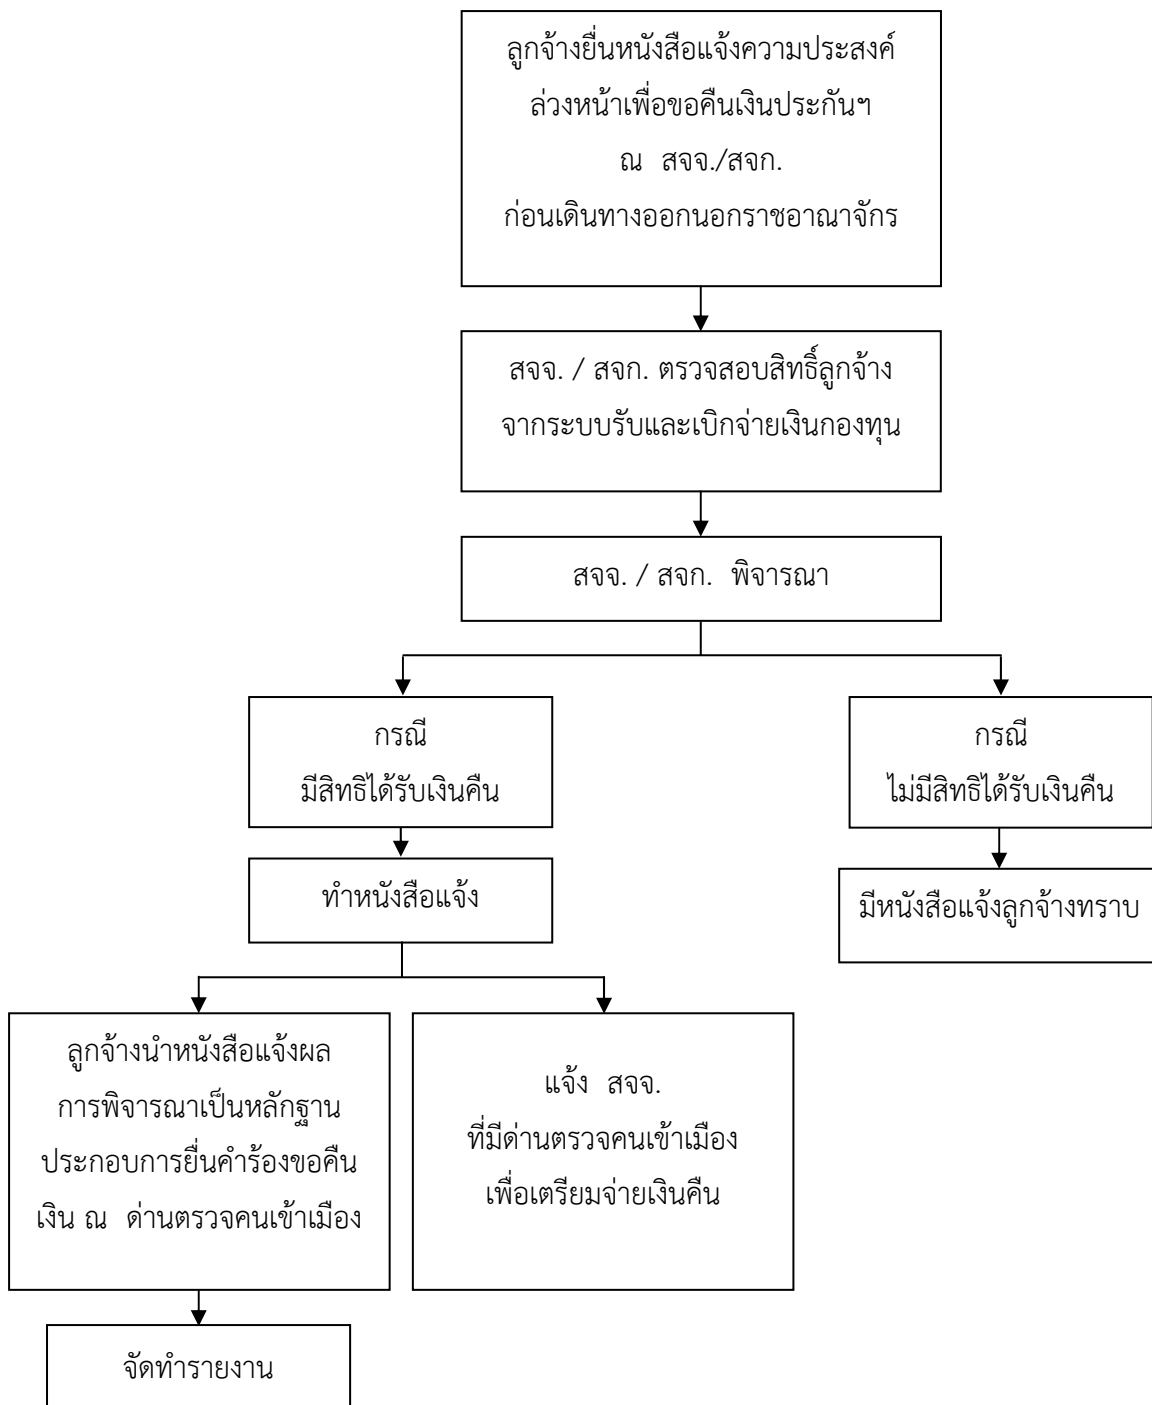 ลูกจ้างยื่นหนังสือแจ้งความประสงค์
ล่วงหน้าเพื่อขอคืนเงินประกันฯ
ณ สจจ./สจก.
ก่อนเดินทางออกนอกราชอาณาจักร
สจจ. / สจก. ตรวจสอบสิทธิ์ลูกจ้าง
จากระบบรับและเบิกจ่ายเงินกองทุน
สจจ. / สจก. พิจารณา
กรณี
มีสิทธิได้รับเงินคืน
กรณี
ไม่มีสิทธิได้รับเงินคืน
ทำหนังสือแจ้ง
มีหนังสือแจ้งลูกจ้างทราบ
ลูกจ้างนำหนังสือแจ้งผล
การพิจารณาเป็นหลักฐาน
ประกอบการยื่นคำร้องขอคืน
เงิน ณ ด่านตรวจคนเข้าเมือง
แจ้ง สจจ.
ที่มีด่านตรวจคนเข้าเมือง
เพื่อเตรียมจ่ายเงินคืน
จัดทำรายงาน